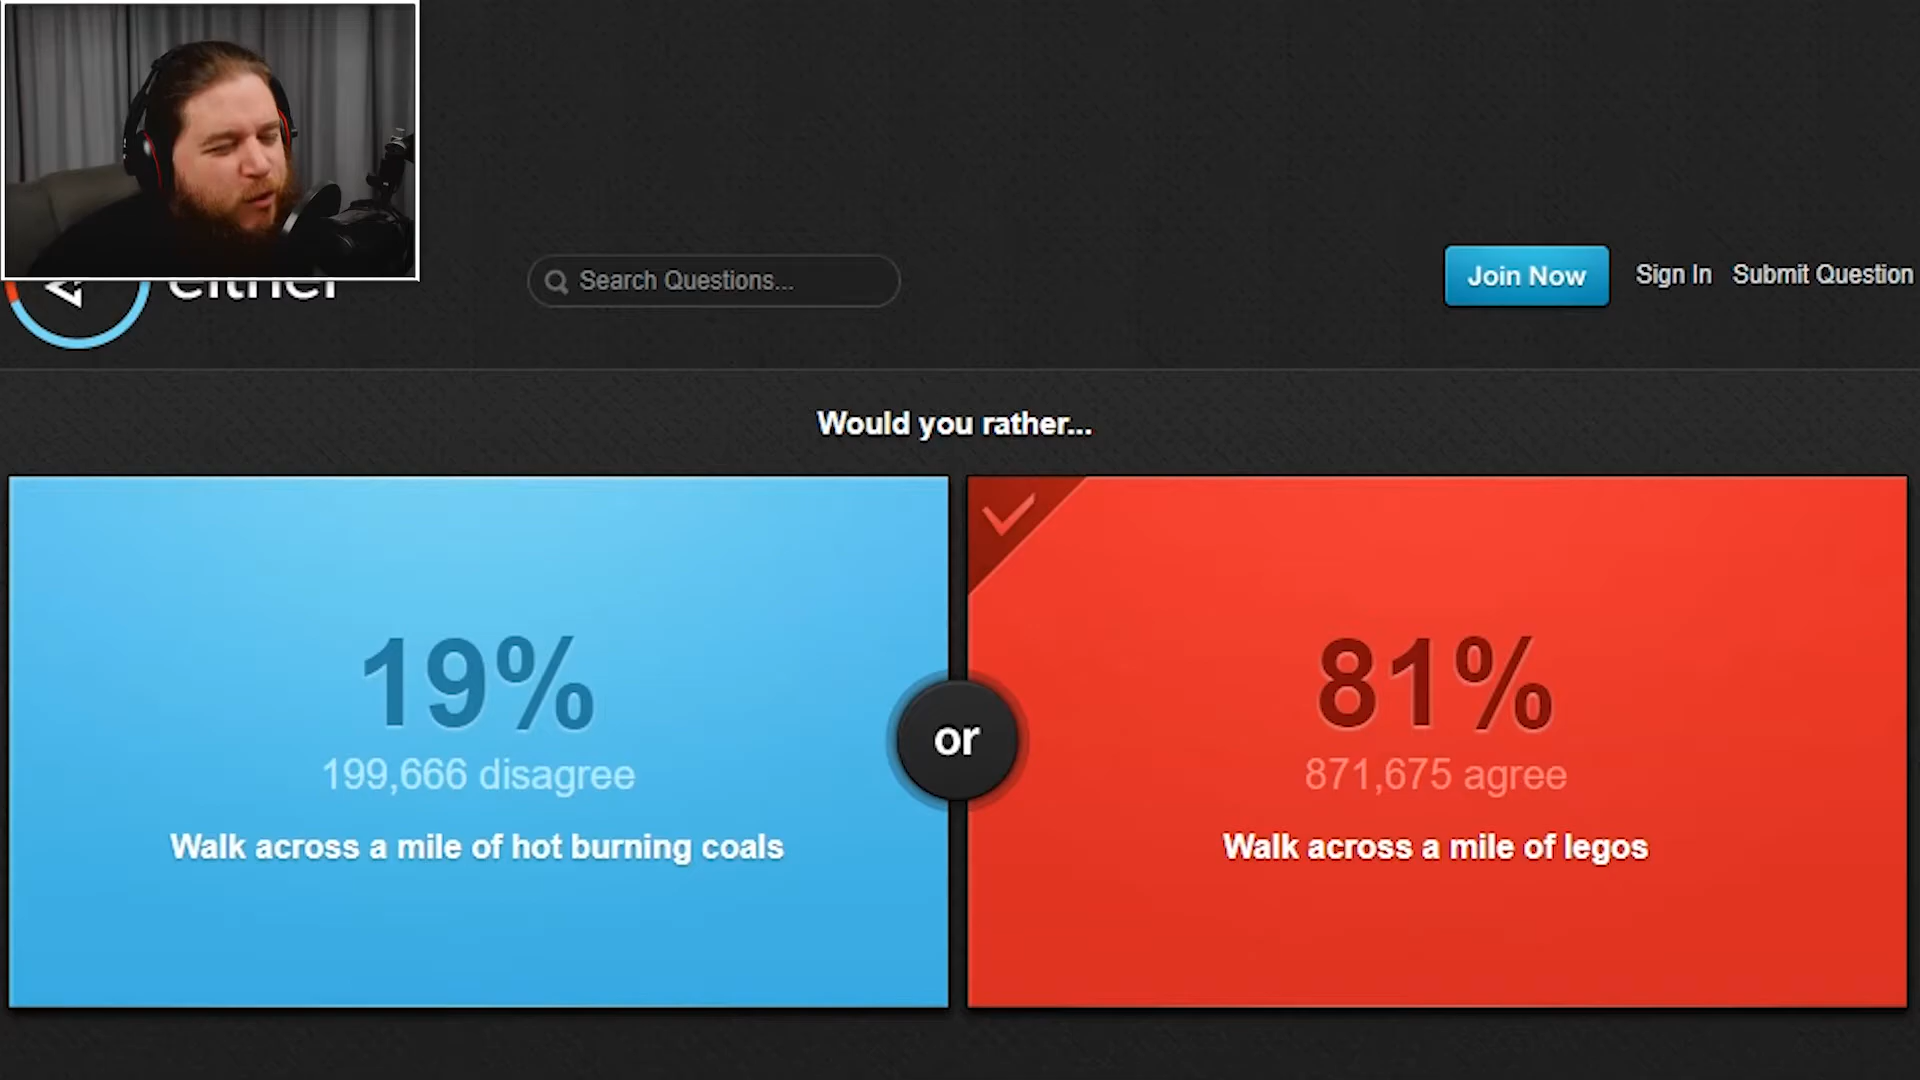 either
Search Questions...
Join Now
Sign In
Submit Question
Would you rather...
19%
199,666 disagree
Walk across a mile of hot burning coals
or
81%
871,675 agree
Walk across a mile of legos